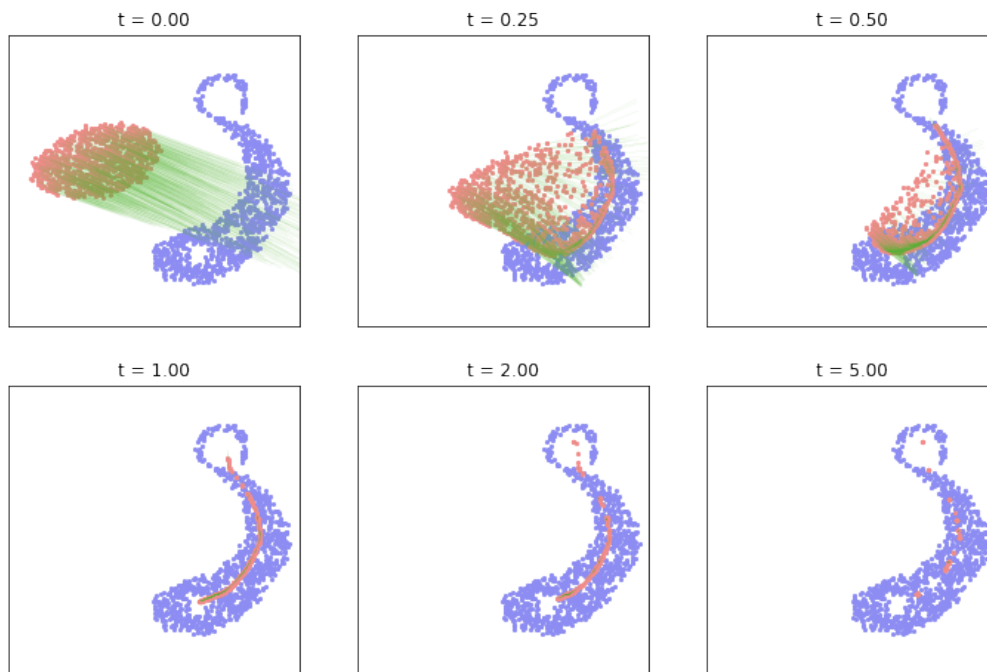 t = 0.00
t = 0.25
t = 0.50
t = 1.00
t = 2.00
t = 5.00